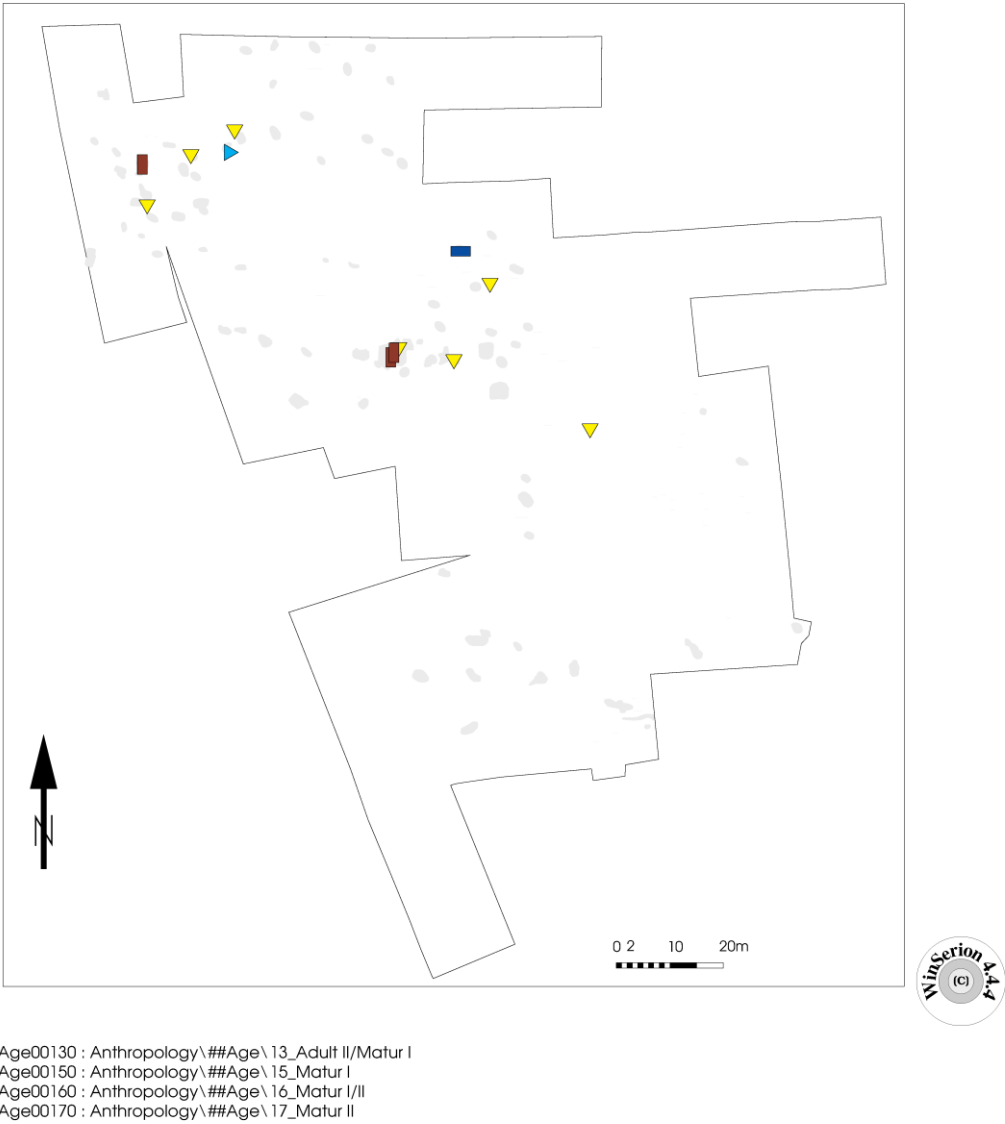 N
0 2 10 20m
WinSerion 4.4.4
(C)
Age00130 : Anthropology\##Age\13_Adult II/Matur I
Age00150 : Anthropology\##Age\15_Matur I
Age00160 : Anthropology\##Age\16_Matur I/II
Age00170 : Anthropology\##Age\17_Matur II